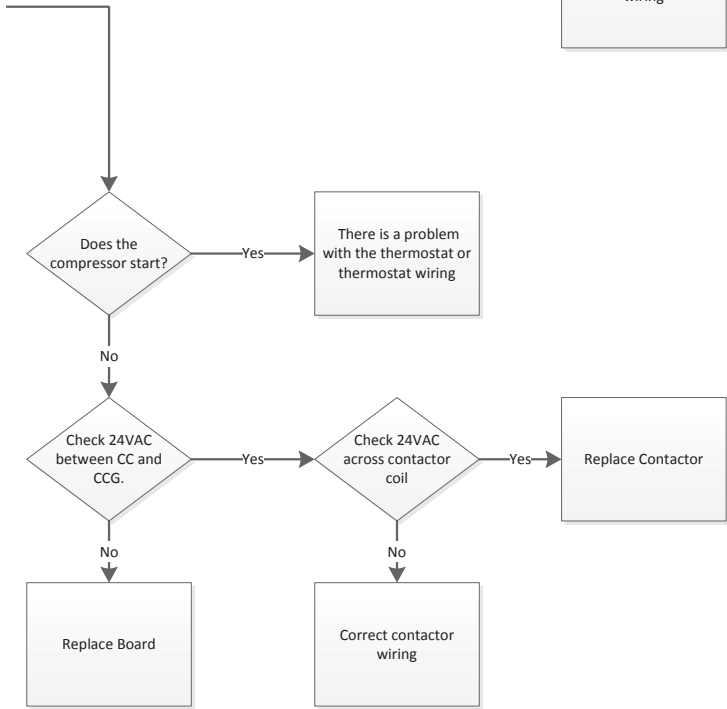 wiring
Does the
compressor start?
Yes
There is a problem
with the thermostat or
thermostat wiring
No
Check 24VAC
between CC and
CCG.
Yes
Check 24VAC
across contactor
coil
Yes
Replace Contactor
No
No
Replace Board
Correct contactor
wiring